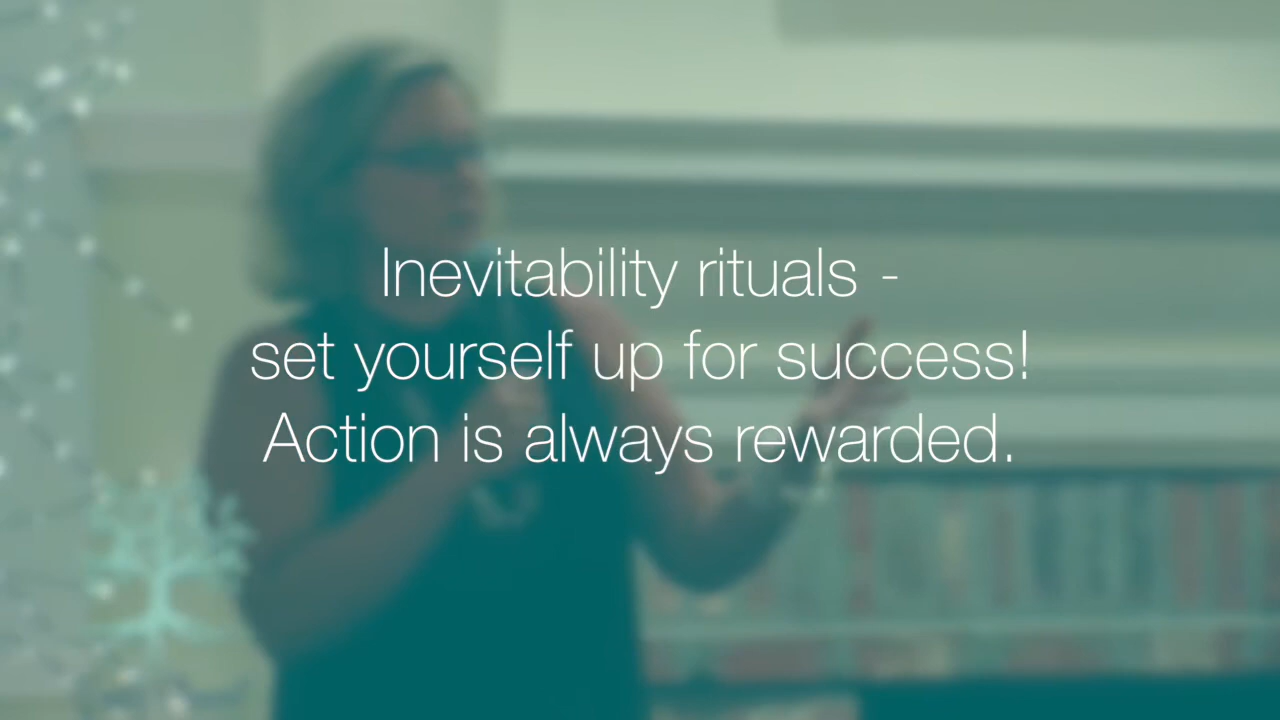 Inevitability rituals -
set yourself up for success!
Action is always rewarded.